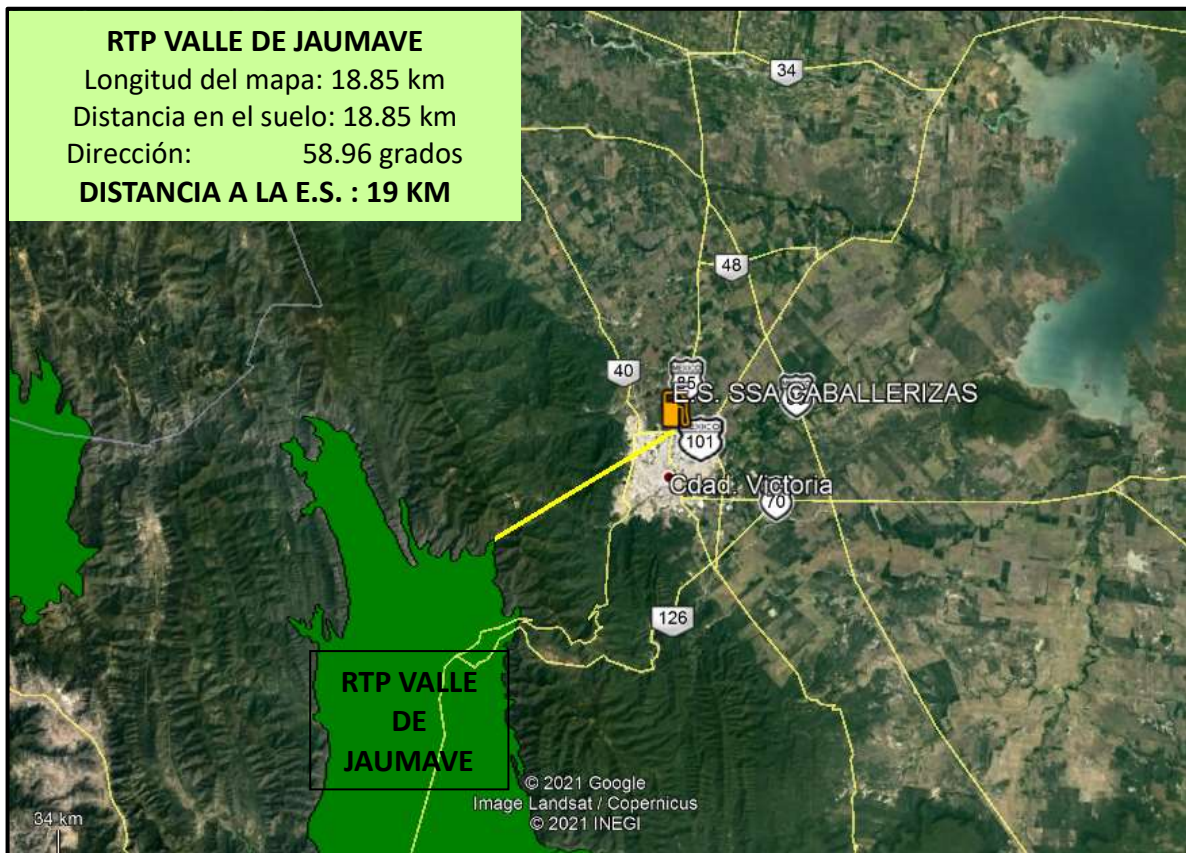 RTP VALLE DE JAUMAVE
Longitud del mapa: 18.85 km
Distancia en el suelo: 18.85 km
Dirección: 58.96 grados
DISTANCIA A LA E.S. : 19 KM
34
48
40
MEXICO
85
E.S. SSA CABALLERIZAS
MEXICO
101
Cdad. Victoria
70
126
RTP VALLE
DE
JAUMAVE
© 2021 Google
Image Landsat / Copernicus
© 2021 INEGI
34 km